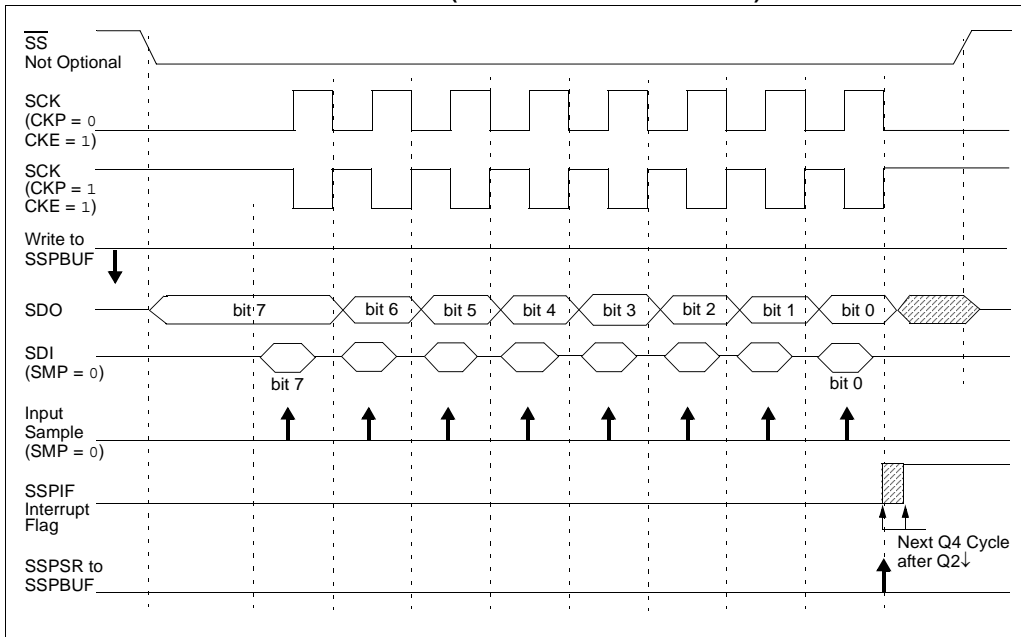 SS
Not Optional
SCK
(CKP = 0
CKE = 1)
SCK
(CKP = 1
CKE = 1)
Write to
SSPBUF
SDO
bit 7 bit 6 bit 5 bit 4 bit 3 bit 2 bit 1 bit 0
SDI
(SMP = 0)
bit 7 bit 0
Input
Sample
(SMP = 0)
SSPIF
Interrupt
Flag
Next Q4 Cycle
after Q2↓
SSPSR to
SSPBUF